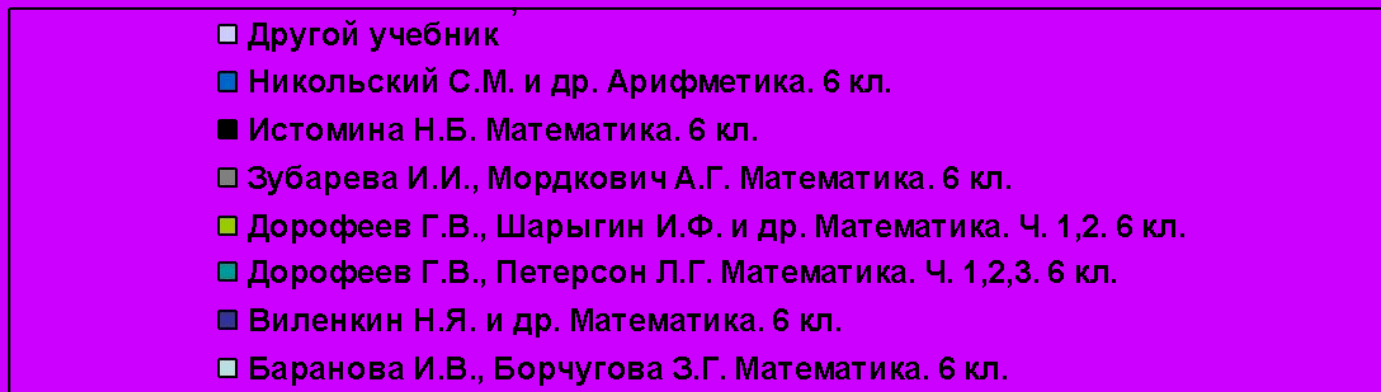 Другой учебник
Никольский С.М. и др. Арифметика. 6 кл.
Истомина Н.Б. Математика. 6 кл.
Зубарева И.И., Мордкович А.Г. Математика. 6 кл.
Дорофеев Г.В., Шарыгин И.Ф. и др. Математика. Ч. 1,2. 6 кл.
Дорофеев Г.В., Петерсон Л.Г. Математика. Ч. 1,2,3. 6 кл.
Виленкин Н.Я. и др. Математика. 6 кл.
Баранова И.В., Борчугова З.Г. Математика. 6 кл.